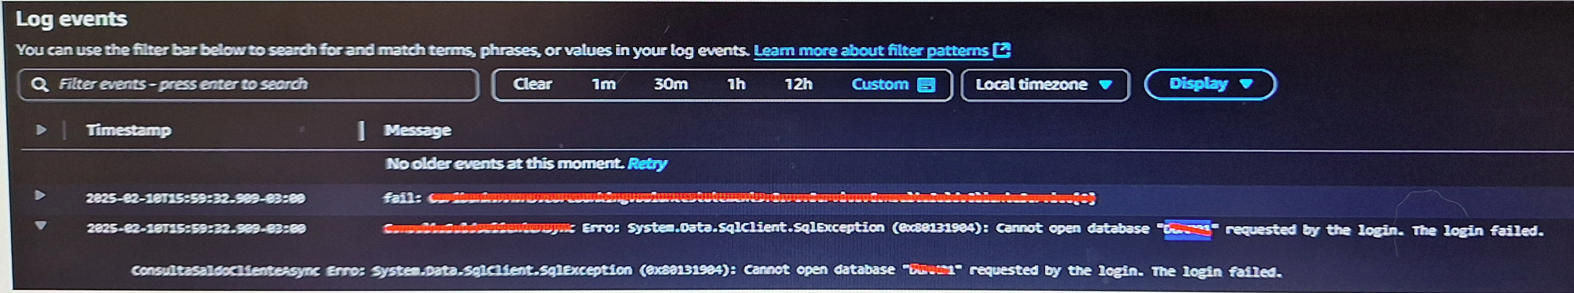 Log events
You can use the filter bar below to search for and match terms, phrases, or values in your log events. Learn more about filter patterns
Filter events - press enter to search Clear 1m 30m 1h 12h Custom Local timezone Display
Timestamp Message
No older events at this moment. Retry
2025-02-10T15:59:32.909-03:00 fail:
2025-02-10T15:59:32.909-03:00 Erro: System.Data.SqlClient.SqlException (0x80131904): Cannot open database "" requested by the login. The login failed.
ConsultaSaldoClienteAsync Erro: System.Data.SqlClient.SqlException (0x80131904): Cannot open database "" requested by the login. The login failed.